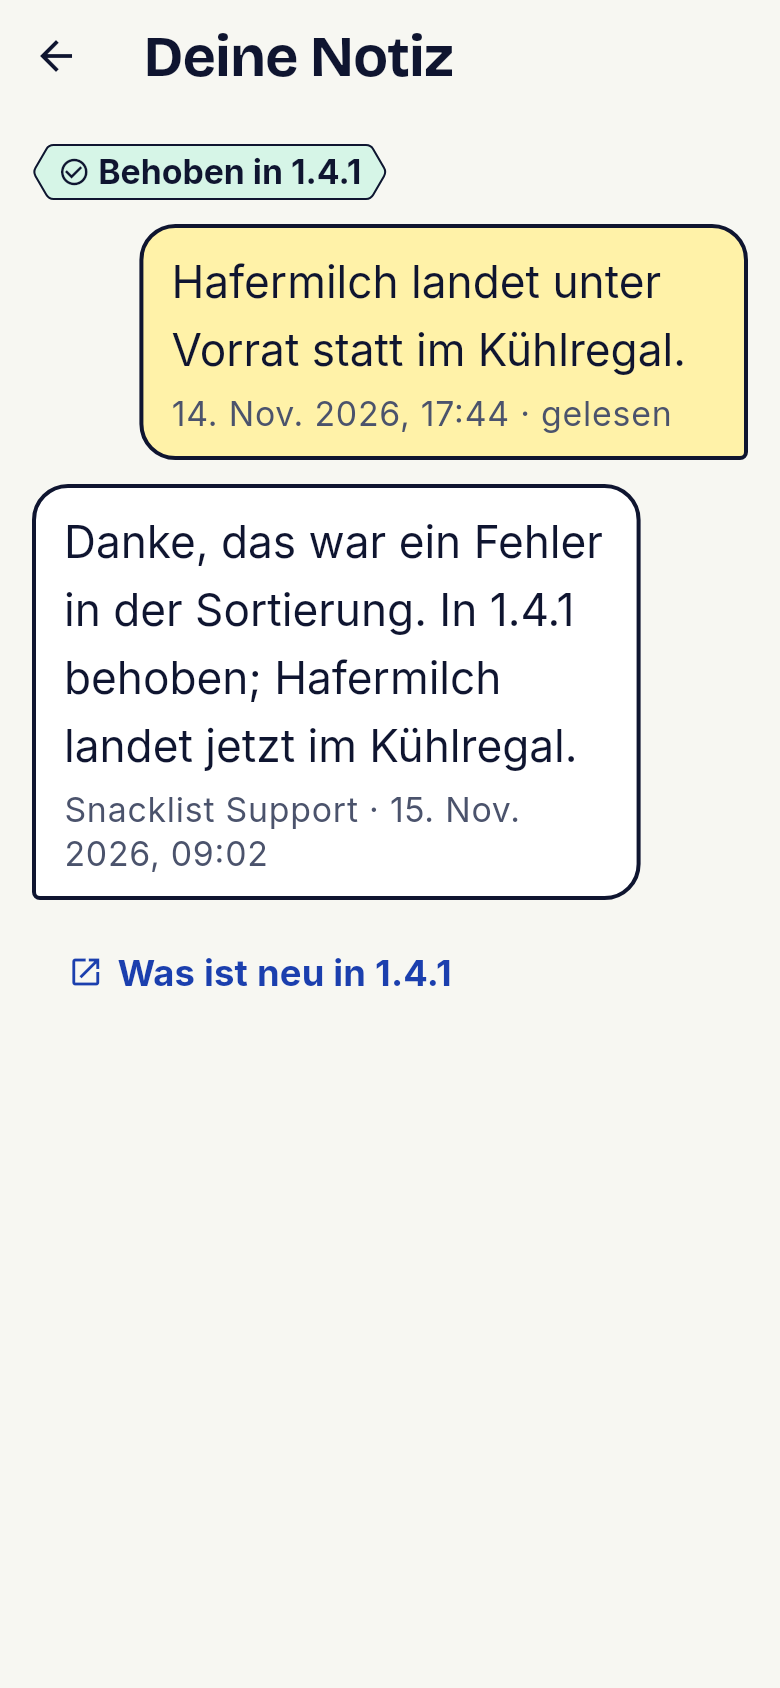 Deine Notiz
Behoben in 1.4.1
Hafermilch landet unter
Vorrat statt im Kühlregal.
14. Nov. 2026, 17:44 · gelesen
Danke, das war ein Fehler
in der Sortierung. In 1.4.1
behoben; Hafermilch
landet jetzt im Kühlregal.
Snacklist Support · 15. Nov.
2026, 09:02
Was ist neu in 1.4.1